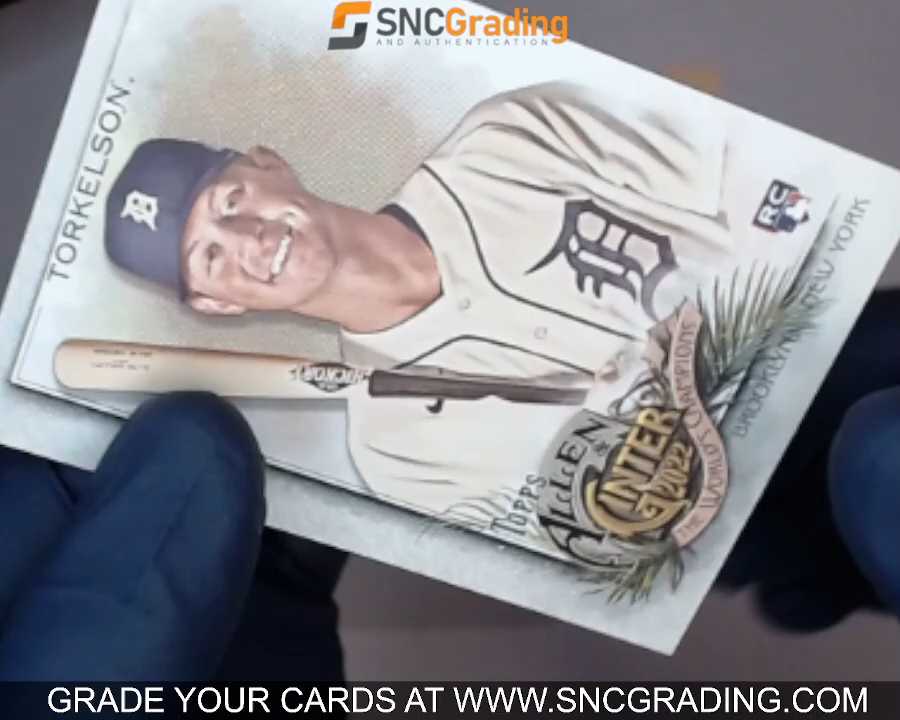 SNCGrading
AND AUTHENTICATION
TORKELSON.
D
D
RC
TOPPS
ALLEN &
GINTER
2022
THE WORLD'S CHAMPIONS
BROOKLYN NEW YORK
GRADE YOUR CARDS AT WWW.SNCGRADING.COM